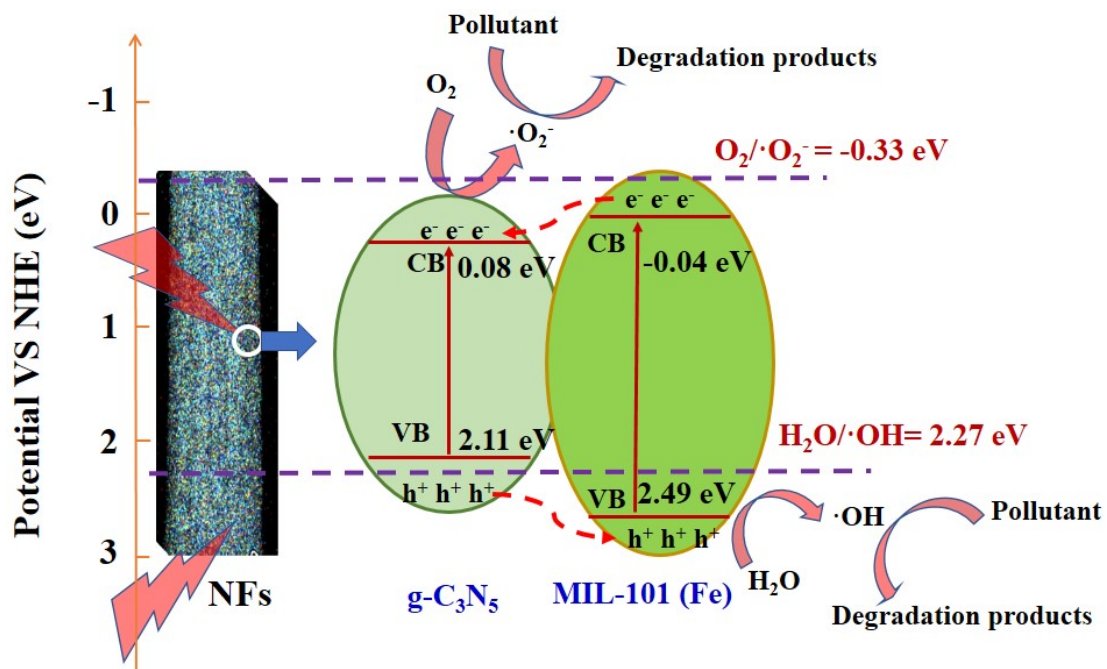 Pollutant
Degradation products
O₂
·O₂⁻
O₂/·O₂⁻ = -0.33 eV
Potential VS NHE (eV)
-1
0
1
2
3
e⁻ e⁻ e⁻
CB
0.08 eV
VB
2.11 eV
h⁺ h⁺ h⁺
e⁻ e⁻ e⁻
CB
-0.04 eV
VB
2.49 eV
h⁺ h⁺ h⁺
H₂O/·OH= 2.27 eV
·OH
Pollutant
H₂O
Degradation products
NFs
g-C₃N₅
MIL-101 (Fe)